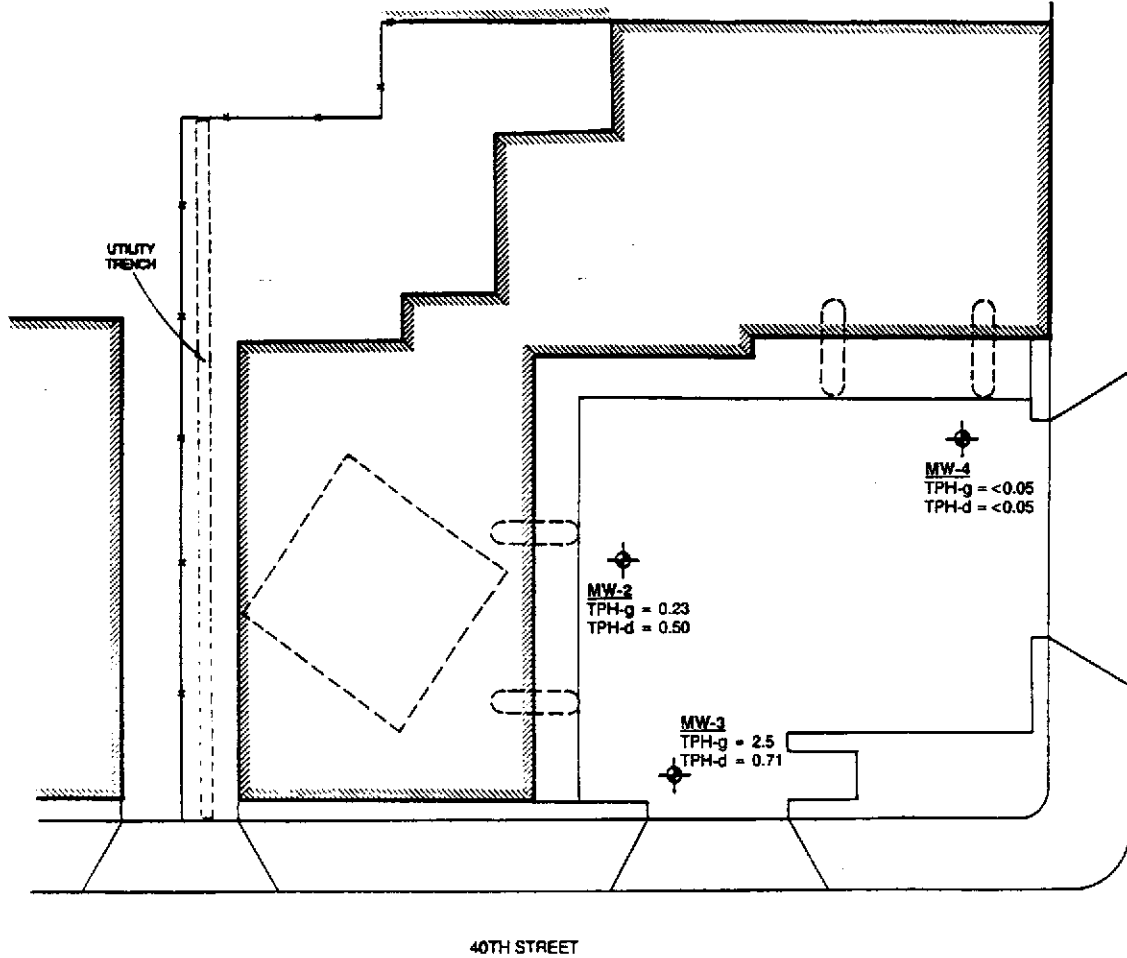 UTILITY
TRENCH
MW-4
TPH-g = <0.05
TPH-d = <0.05
MW-2
TPH-g = 0.23
TPH-d = 0.50
MW-3
TPH-g = 2.5
TPH-d = 0.71
40TH STREET